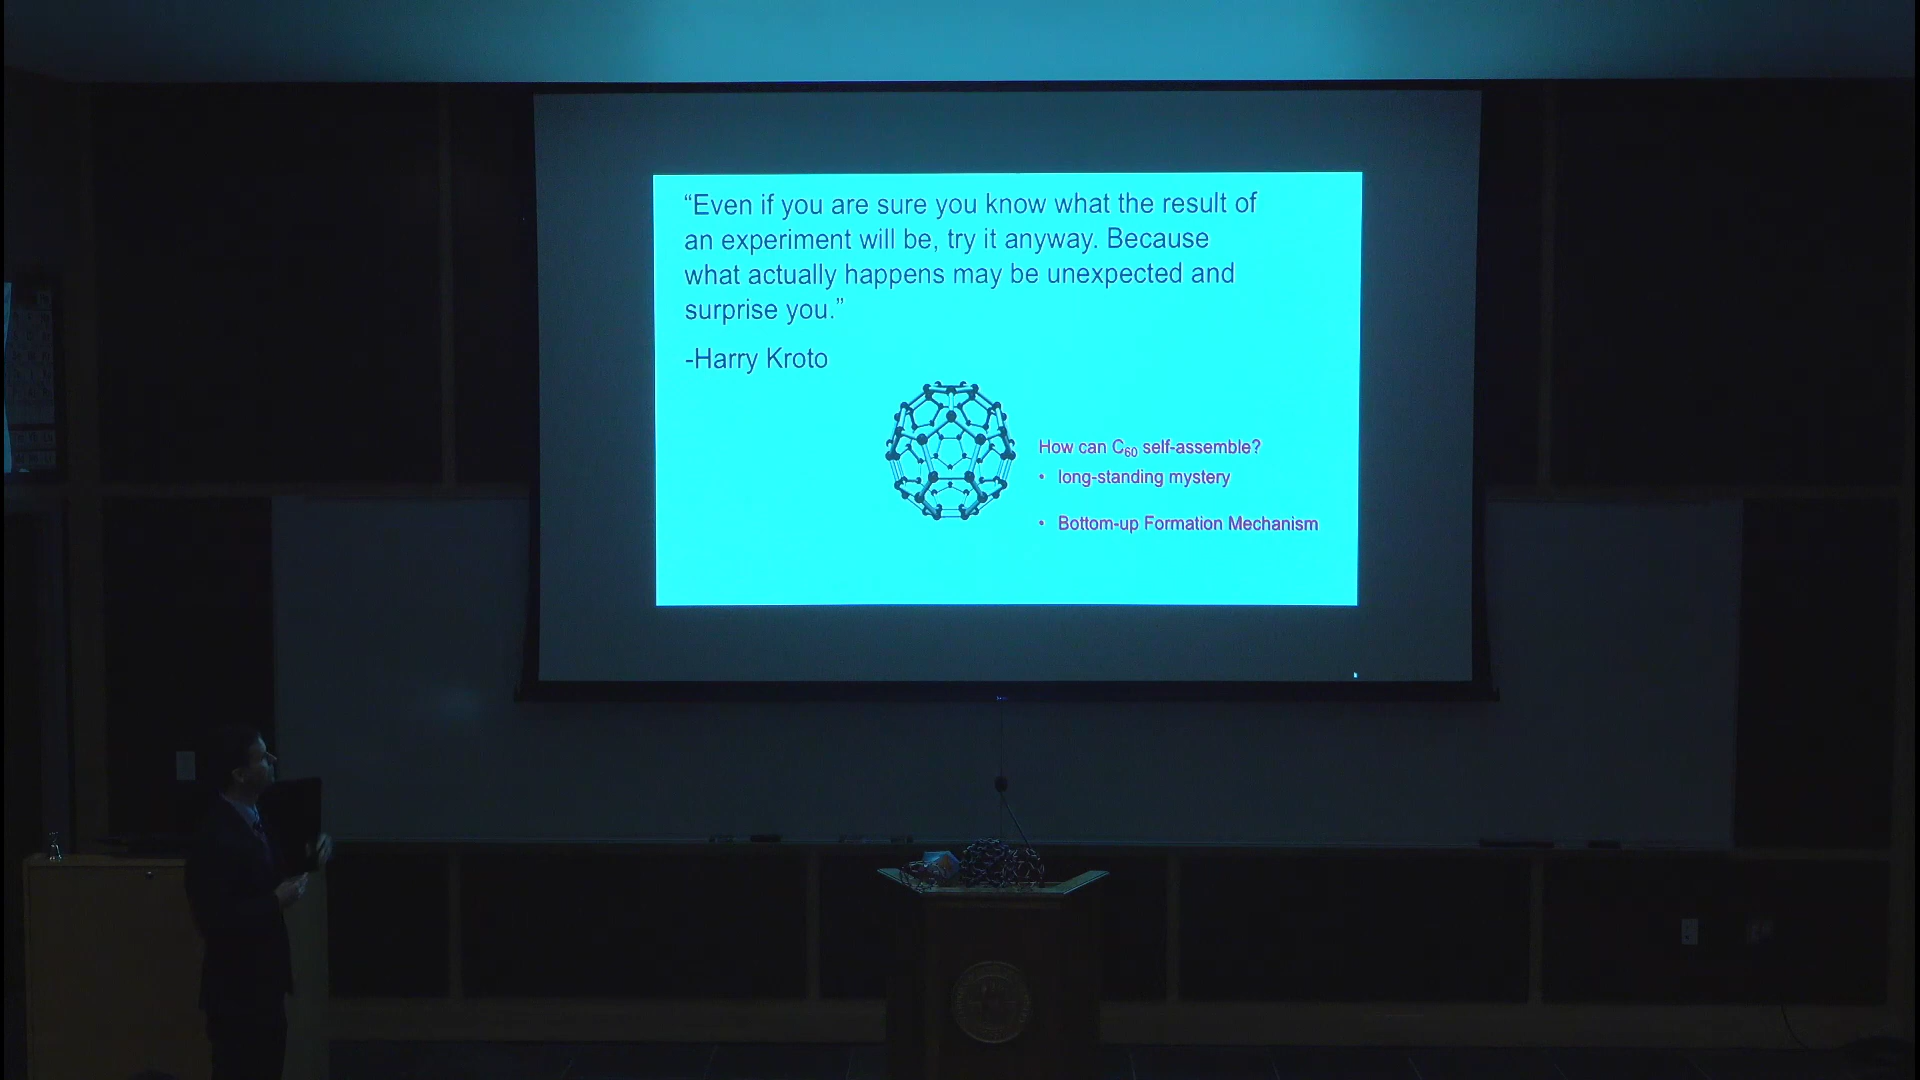 “Even if you are sure you know what the result of
an experiment will be, try it anyway. Because
what actually happens may be unexpected and
surprise you.”
-Harry Kroto
How can C₆₀ self-assemble?
• long-standing mystery
• Bottom-up Formation Mechanism